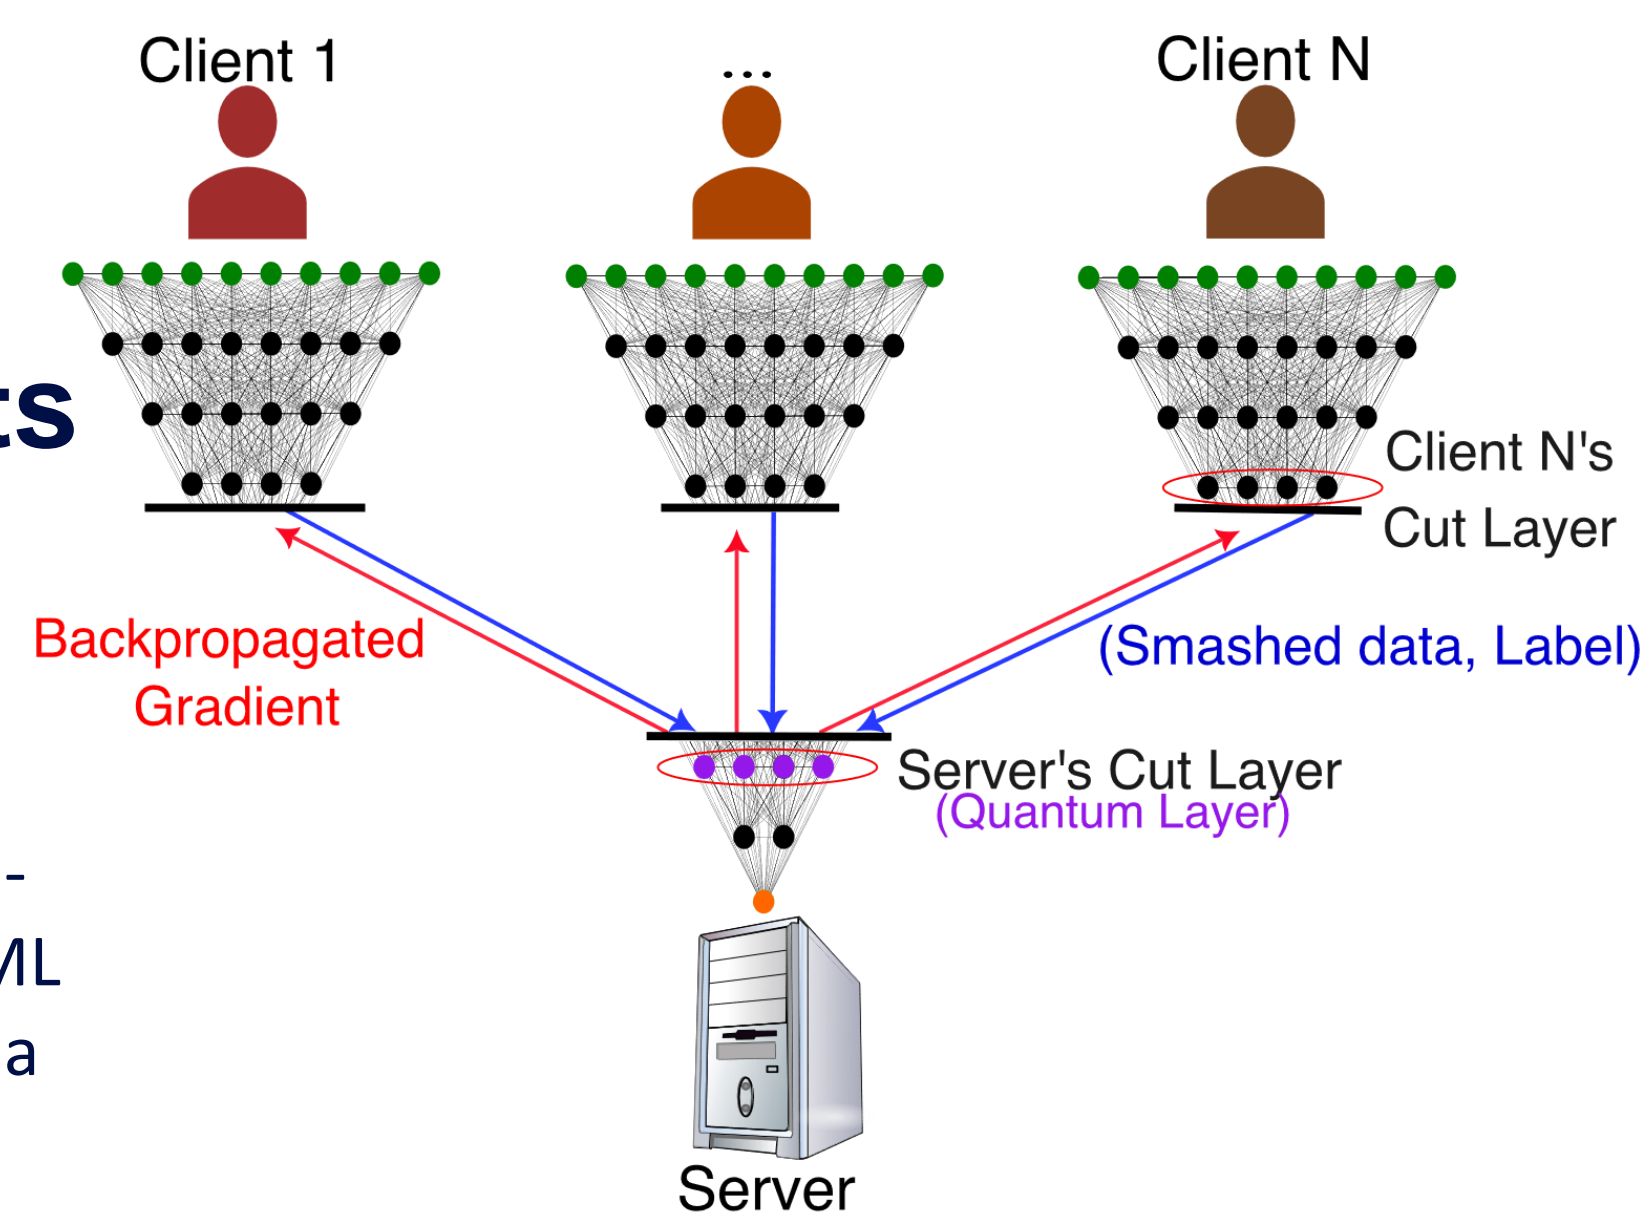 Client 1
...
Client N
ts
Client N's
Cut Layer
Backpropagated
Gradient
(Smashed data, Label)
Server's Cut Layer
(Quantum Layer)
-
ML
a
Server